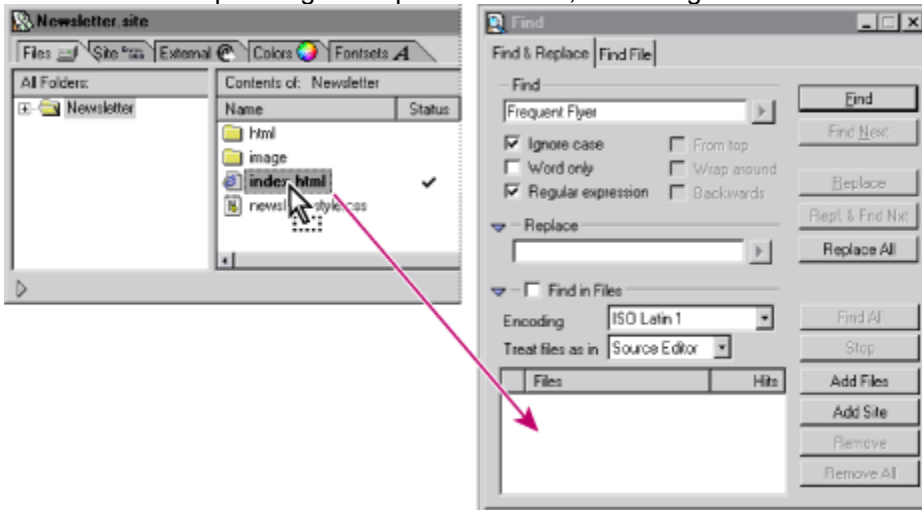 Newsletter.site
Files Site External Colors Fontsets
All Folders:
Newsletter
Contents of: Newsletter
Name Status
html
image
index.html
Find
Find & Replace Find File
Find
Frequent Flyer
Ignore case From top
Word only Wrap around
Regular expression Backwards
Replace
Find in Files
Encoding ISO Latin 1
Treat files as in Source Editor
Files Hits
Find
Find Next
Replace
Repl. & Fnd Nxt
Replace All
Find All
Stop
Add Files
Add Site
Remove
Remove All